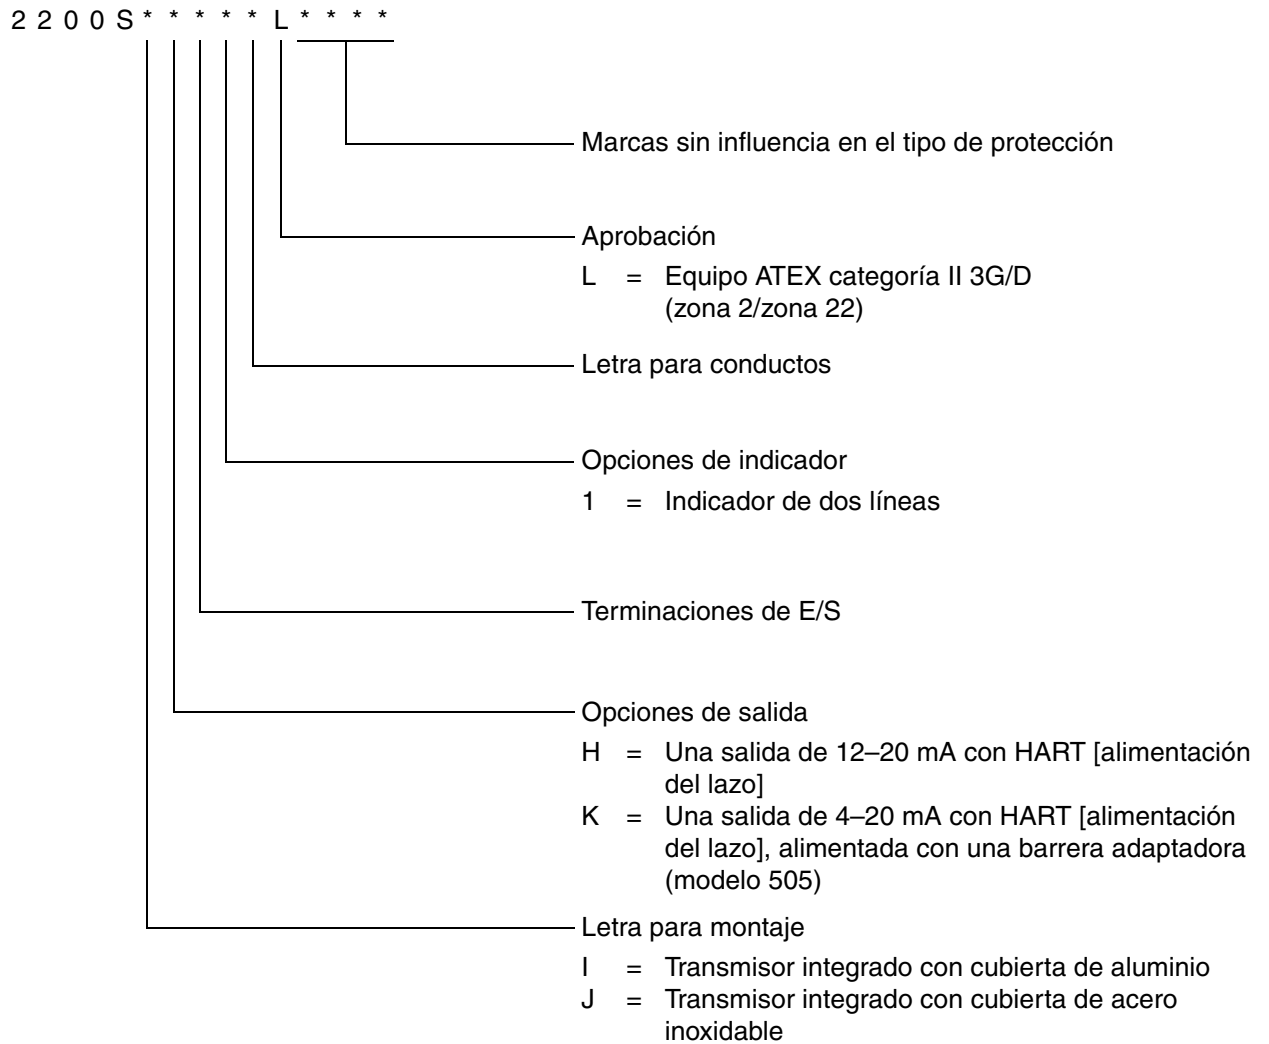 2 2 0 0 S * * * * * L * * * *
Marcas sin influencia en el tipo de protección
Aprobación
L = Equipo ATEX categoría II 3G/D
(zona 2/zona 22)
Letra para conductos
Opciones de indicador
1 = Indicador de dos líneas
Terminaciones de E/S
Opciones de salida
H = Una salida de 12–20 mA con HART [alimentación
del lazo]
K = Una salida de 4–20 mA con HART [alimentación
del lazo], alimentada con una barrera adaptadora
(modelo 505)
Letra para montaje
I = Transmisor integrado con cubierta de aluminio
J = Transmisor integrado con cubierta de acero
inoxidable